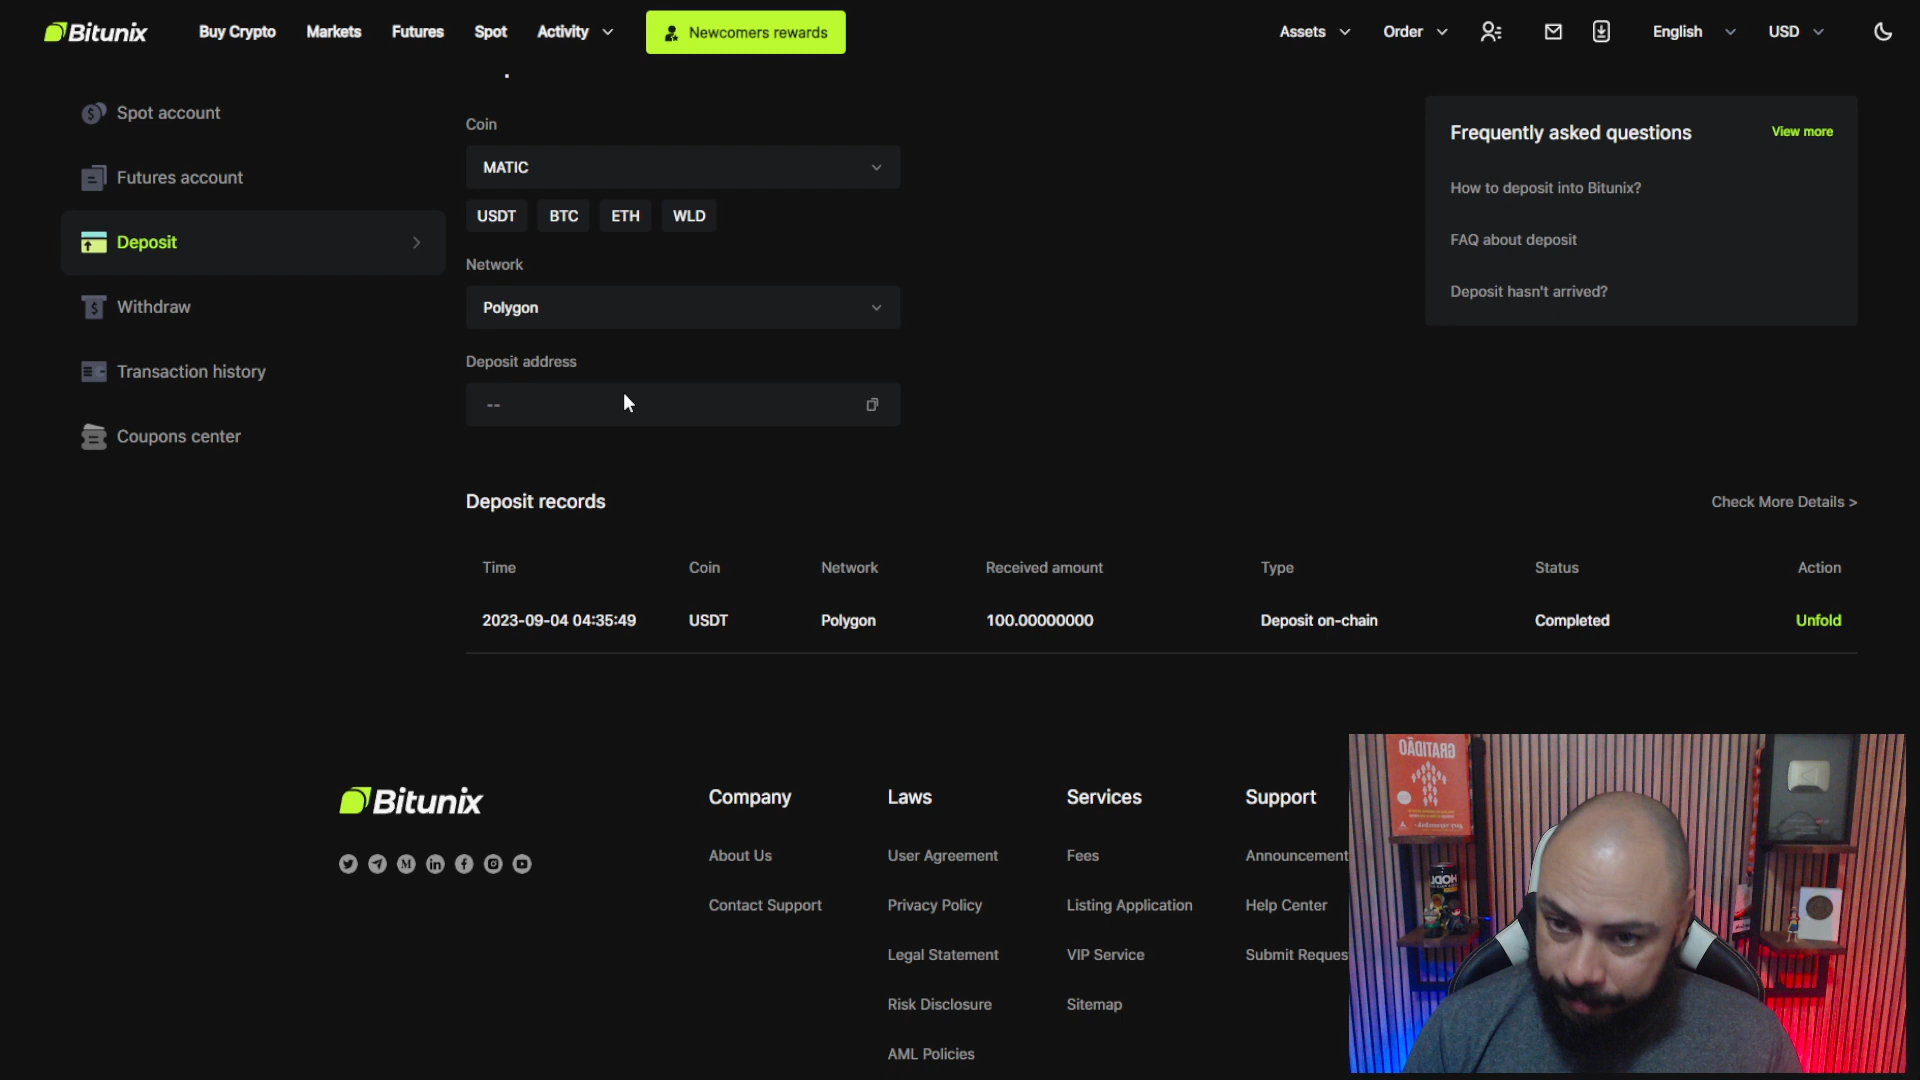 Bitunix
Buy Crypto
Markets
Futures
Spot
Activity
Newcomers rewards
Assets
Order
English
USD
Spot account
Futures account
Deposit
Withdraw
Transaction history
Coupons center
Coin
MATIC
USDT BTC ETH WLD
Network
Polygon
Deposit address
--
Frequently asked questions
View more
How to deposit into Bitunix?
FAQ about deposit
Deposit hasn't arrived?
Deposit records
Check More Details >
Time Coin Network Received amount Type Status Action
2023-09-04 04:35:49 USDT Polygon 100.00000000 Deposit on-chain Completed Unfold
Bitunix
Company
About Us
Contact Support
Laws
User Agreement
Privacy Policy
Legal Statement
Risk Disclosure
AML Policies
Services
Fees
Listing Application
VIP Service
Sitemap
Support
Announcement
Help Center
Submit Reques
GRATIDÃO
HODL